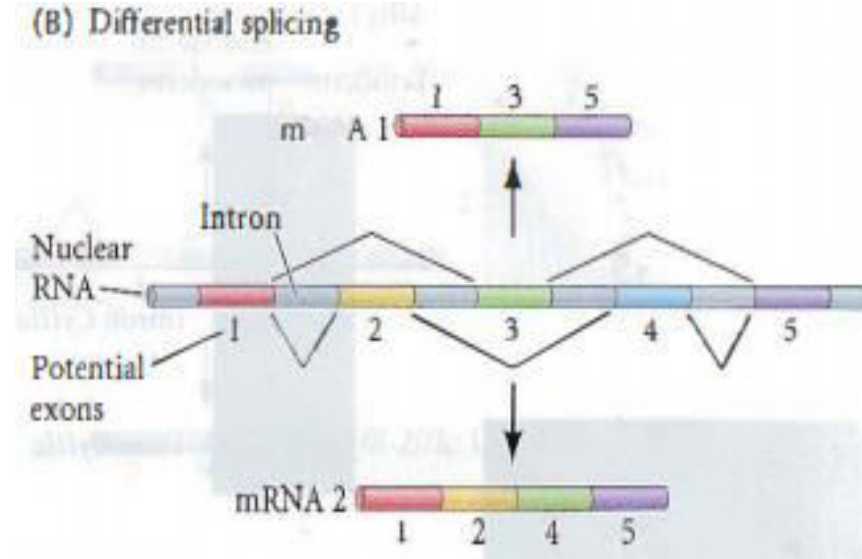 (B) Differential splicing
1 3 5
m A 1
Intron
Nuclear
RNA
1 2 3 4 5
Potential
exons
mRNA 2
1 2 4 5